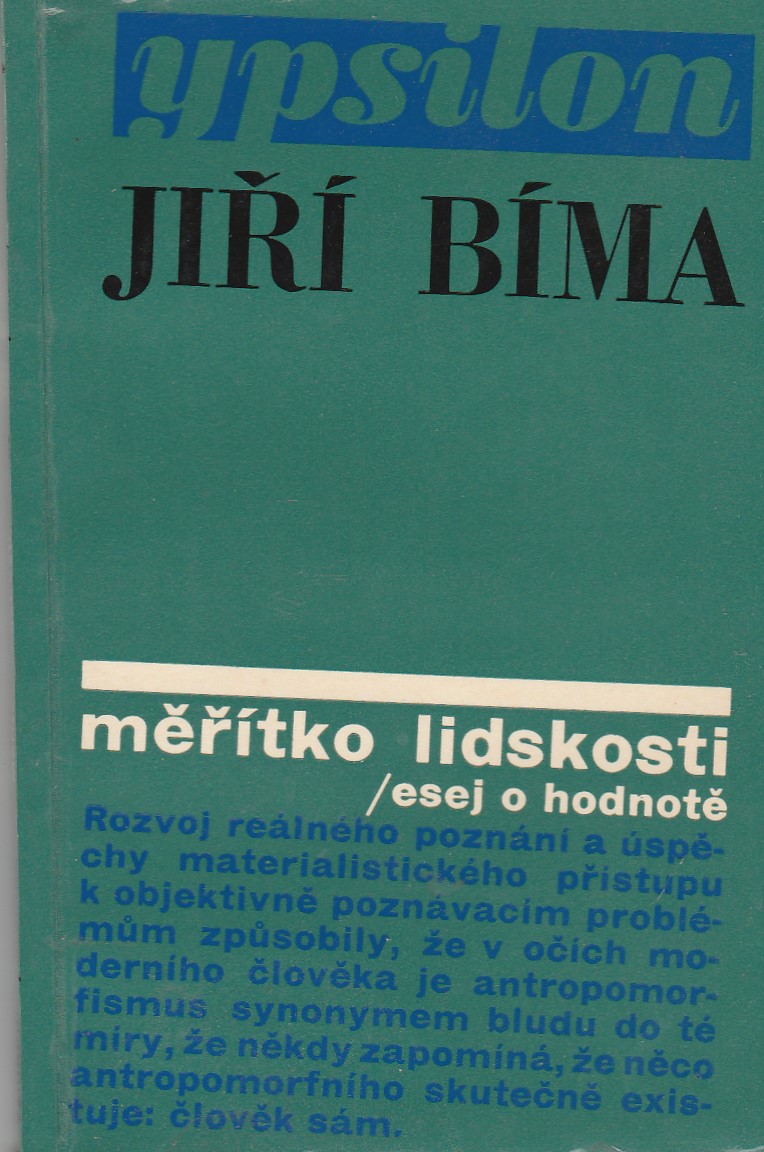 ypsilon
JIŘÍ BÍMA
měřítko lidskosti
/esej o hodnotě
Rozvoj reálného poznání a úspě-
chy materialistického přístupu
k objektivně poznávacím problé-
mům způsobily, že v očích mo-
derního člověka je antropomor-
fismus synonymem bludu do té
míry, že někdy zapomíná, že něco
antropomorfního skutečně exis-
tuje: člověk sám.